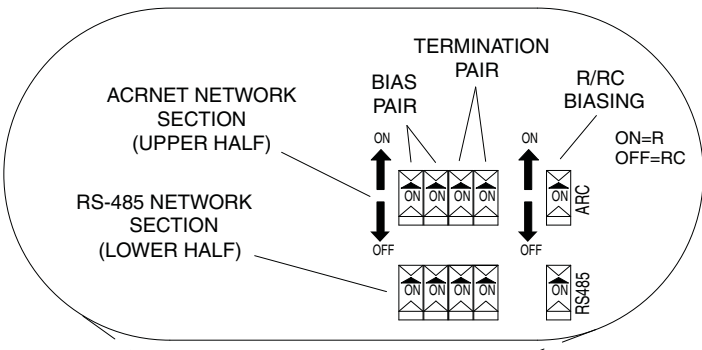 TERMINATION
PAIR
BIAS
PAIR
R/RC
BIASING
ACRNET NETWORK
SECTION
(UPPER HALF)
ON
ON
ON=R
OFF=RC
ON
ON
ON
ON
ON
ARC
RS-485 NETWORK
SECTION
(LOWER HALF)
OFF
OFF
ON
ON
ON
ON
ON
RS485